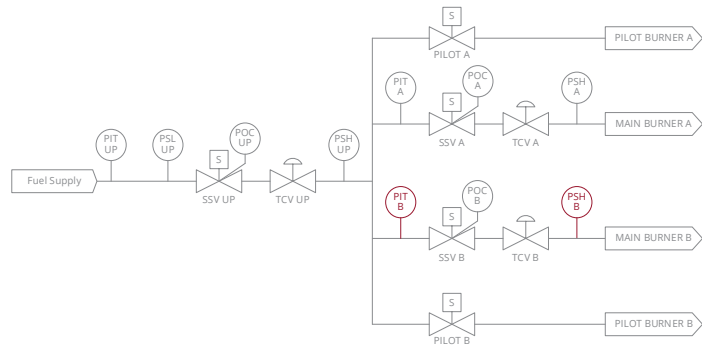 S
PILOT A
PILOT BURNER A
PIT
A
S
POC
A
SSV A
TCV A
PSH
A
MAIN BURNER A
Fuel Supply
PIT
UP
PSL
UP
S
POC
UP
SSV UP
TCV UP
PSH
UP
PIT
B
S
POC
B
SSV B
TCV B
PSH
B
MAIN BURNER B
S
PILOT B
PILOT BURNER B